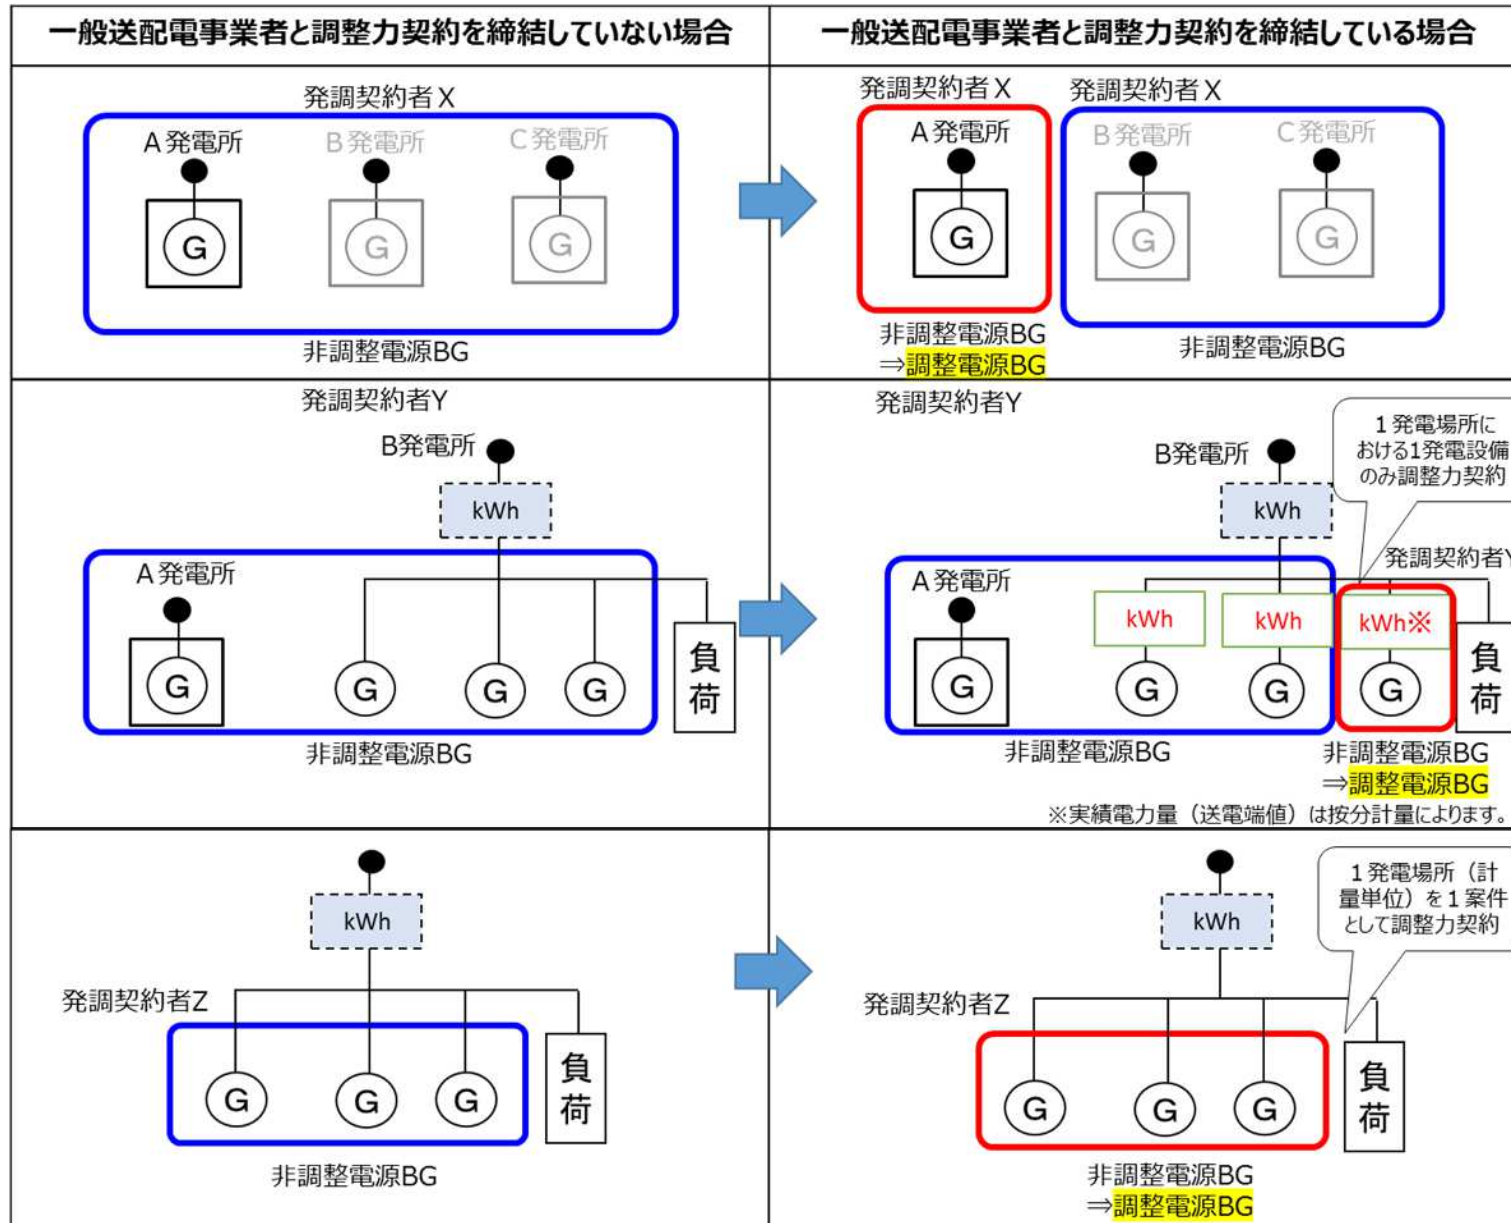 一般送配電事業者と調整力契約を締結していない場合
一般送配電事業者と調整力契約を締結している場合
発調契約者X
A発電所
B発電所
C発電所
G
G
G
非調整電源BG
発調契約者X
発調契約者X
A発電所
B発電所
C発電所
G
G
G
非調整電源BG
⇒調整電源BG
非調整電源BG
発調契約者Y
B発電所
kWh
A発電所
G
G
G
G
負荷
非調整電源BG
発調契約者Y
1発電場所に
おける1発電設備
のみ調整力契約
B発電所
kWh
発調契約者Y
A発電所
kWh
kWh
kWh※
G
G
G
G
負荷
非調整電源BG
非調整電源BG
⇒調整電源BG
※実績電力量（送電端値）は按分計量によります。
kWh
発調契約者Z
G
G
G
負荷
非調整電源BG
1発電場所（計
量単位）を1案件
として調整力契約
kWh
発調契約者Z
G
G
G
負荷
非調整電源BG
⇒調整電源BG